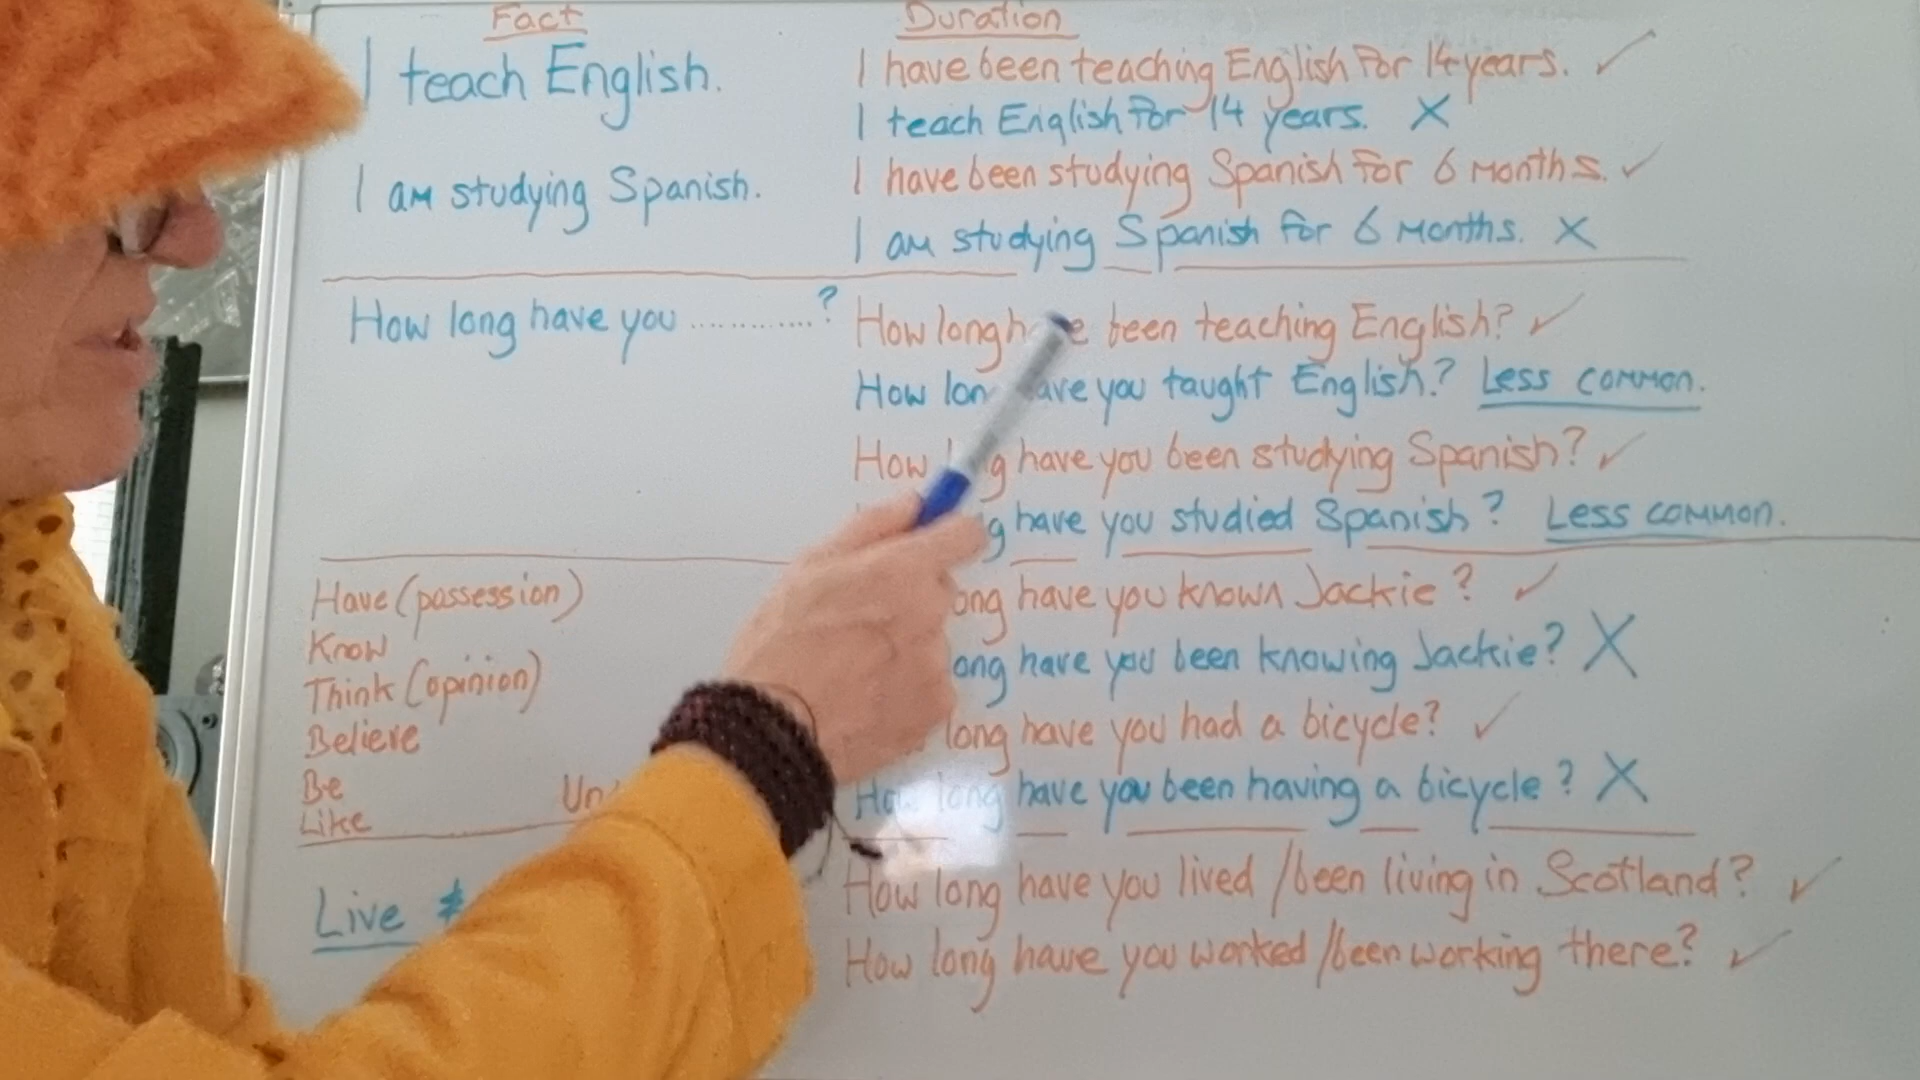 Fact
I teach English.
I am studying Spanish.
Duration
I have been teaching English for 14 years. ✓
I teach English for 14 years. X
I have been studying Spanish for 6 months. ✓
I am studying Spanish for 6 months. X
How long have you ............?
How long been teaching English? ✓
How have you taught English? Less common.
How have you been studying Spanish? ✓
have you studied Spanish? Less common.
Have (possession)
Know
Think (opinion)
Believe
Be
Like
have you known Jackie? ✓
have you been knowing Jackie? X
long have you had a bicycle? ✓
How long have you been having a bicycle? X
Live
How long have you lived /been living in Scotland? ✓
How long have you worked /been working there? ✓